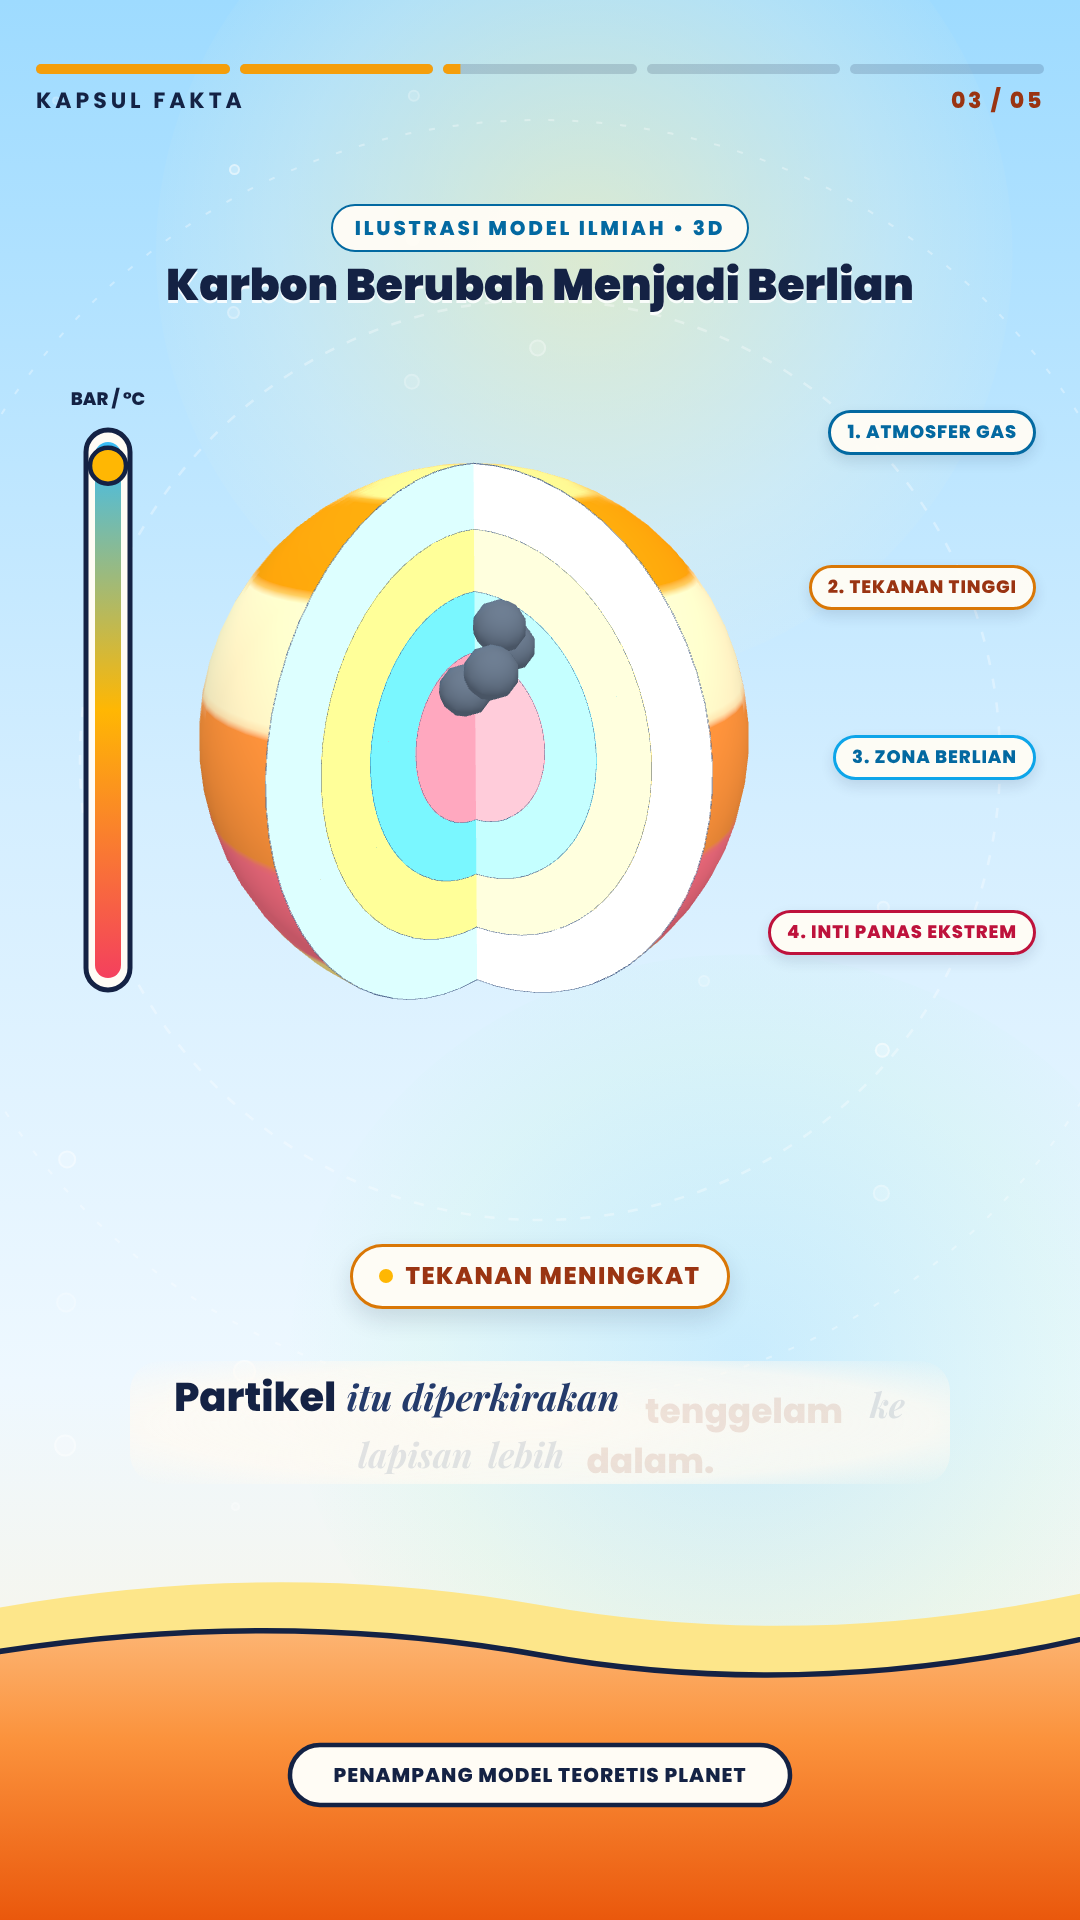 KAPSUL FAKTA
03 / 05
ILUSTRASI MODEL ILMIAH • 3D
Karbon Berubah Menjadi Berlian
BAR / °C
1. ATMOSFER GAS
2. TEKANAN TINGGI
3. ZONA BERLIAN
4. INTI PANAS EKSTREM
TEKANAN MENINGKAT
Partikel itu diperkirakan tenggelam ke
lapisan lebih dalam.
PENAMPANG MODEL TEORETIS PLANET